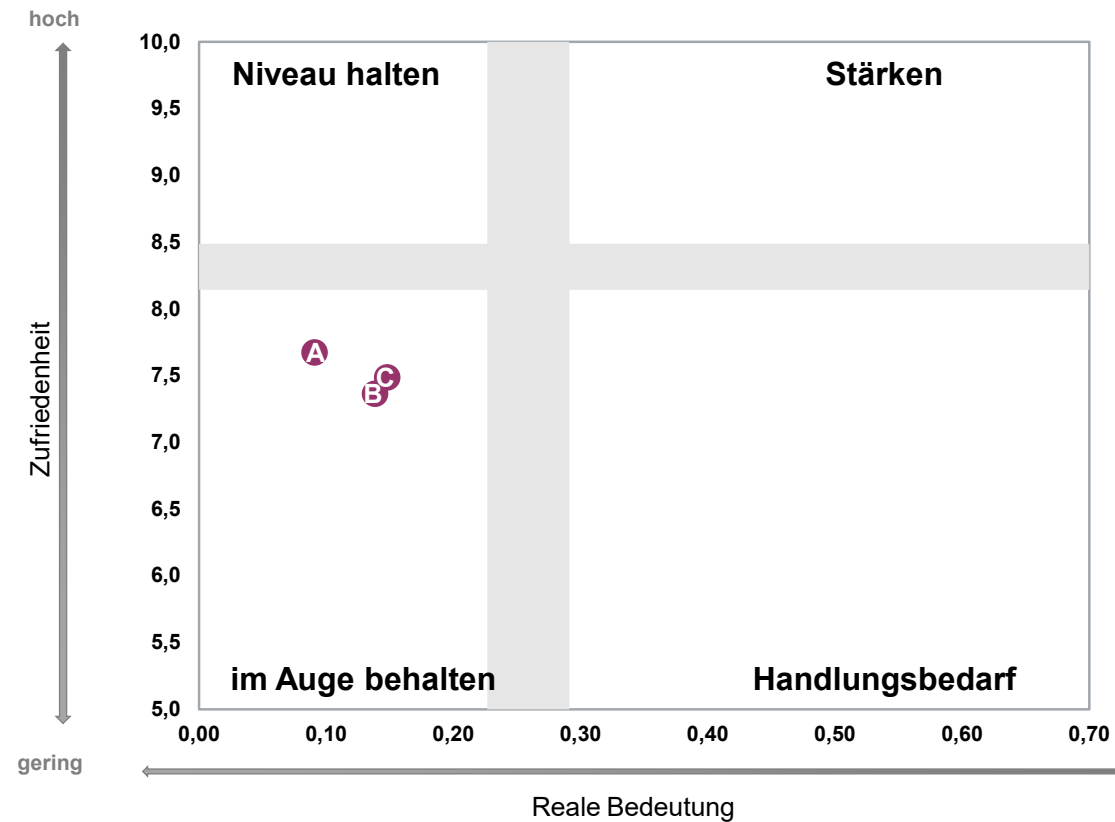 hoch
10,0
Niveau halten
Stärken
9,5
9,0
8,5
8,0
A
7,5
C
B
7,0
Zufriedenheit
6,5
6,0
5,5
im Auge behalten
Handlungsbedarf
5,0
0,00 0,10 0,20 0,30 0,40 0,50 0,60 0,70
gering
Reale Bedeutung